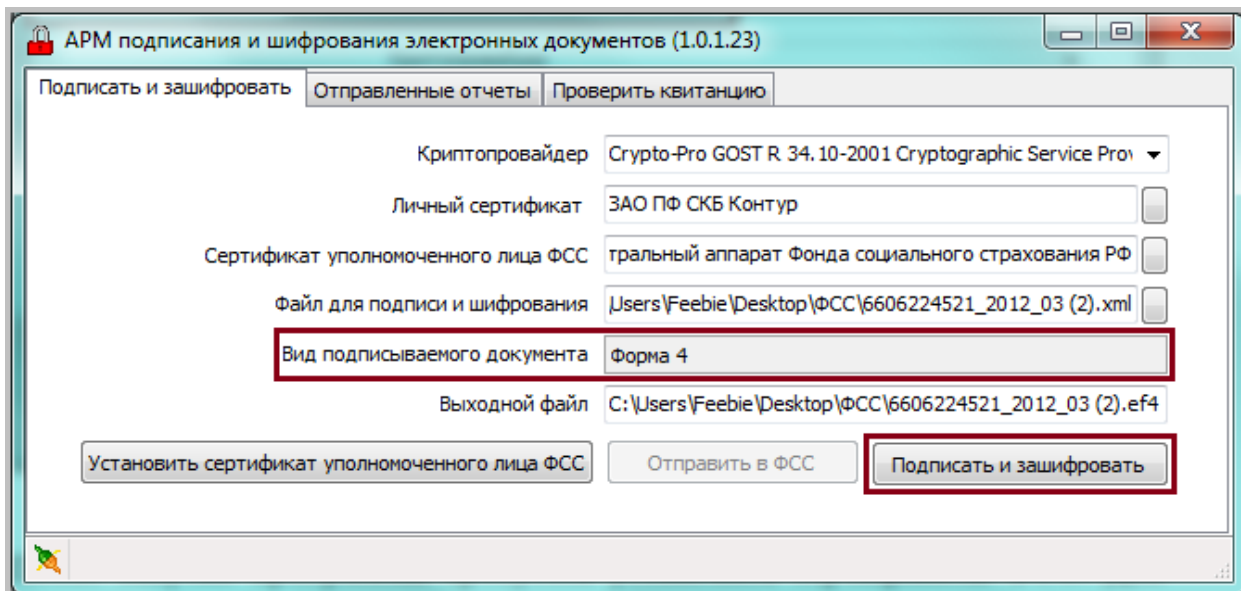 АРМ подписания и шифрования электронных документов (1.0.1.23)
Подписать и зашифровать Отправленные отчеты Проверить квитанцию
Криптопровайдер Crypto-Pro GOST R 34.10-2001 Cryptographic Service Prov
Личный сертификат ЗАО ПФ СКБ Контур
Сертификат уполномоченного лица ФСС тральный аппарат Фонда социального страхования РФ
Файл для подписи и шифрования \Users\Feebie\Desktop\ФСС\6606224521_2012_03 (2).xml
Вид подписываемого документа Форма 4
Выходной файл C:\Users\Feebie\Desktop\ФСС\6606224521_2012_03 (2).ef4
Установить сертификат уполномоченного лица ФСС Отправить в ФСС Подписать и зашифровать